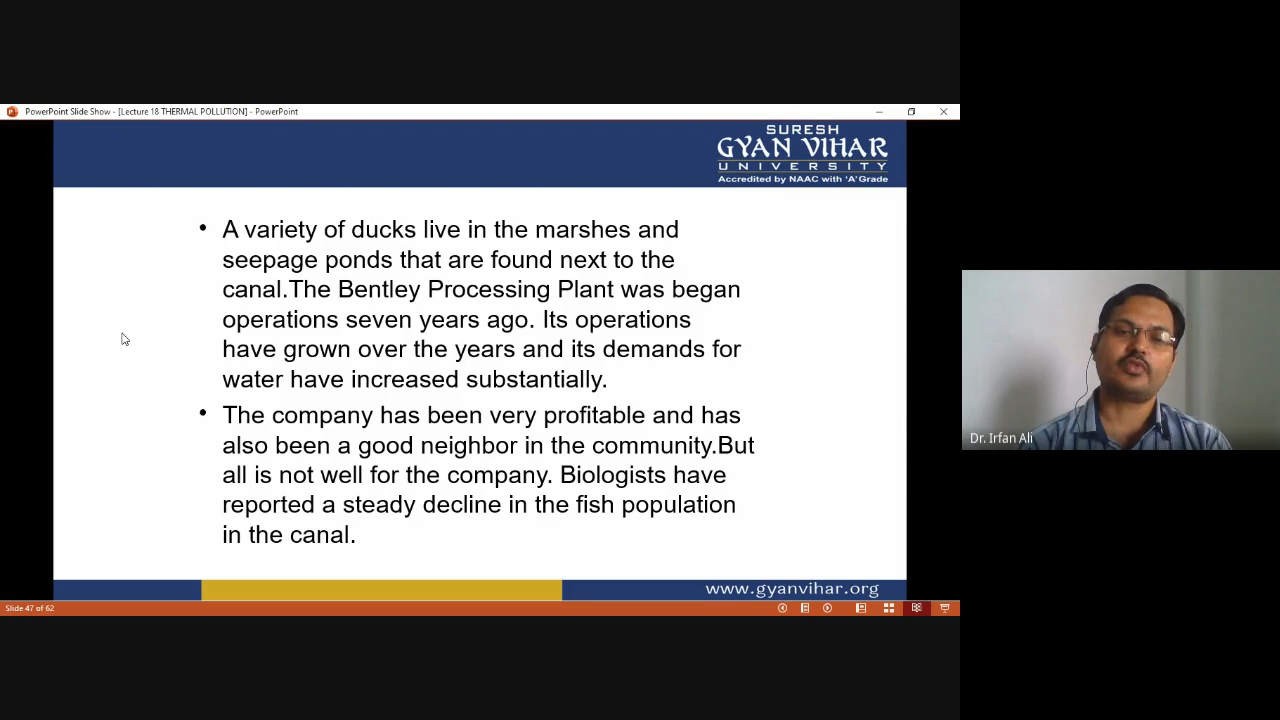 PowerPoint Slide Show - [Lecture 18 THERMAL POLLUTION] - PowerPoint
SURESH
GYAN VIHAR
UNIVERSITY
Accredited by NAAC with 'A' Grade
• A variety of ducks live in the marshes and
seepage ponds that are found next to the
canal.The Bentley Processing Plant was began
operations seven years ago. Its operations
have grown over the years and its demands for
water have increased substantially.
• The company has been very profitable and has
also been a good neighbor in the community.But
all is not well for the company. Biologists have
reported a steady decline in the fish population
in the canal.
Dr. Irfan Ali
www.gyanvihar.org
Slide 47 of 62